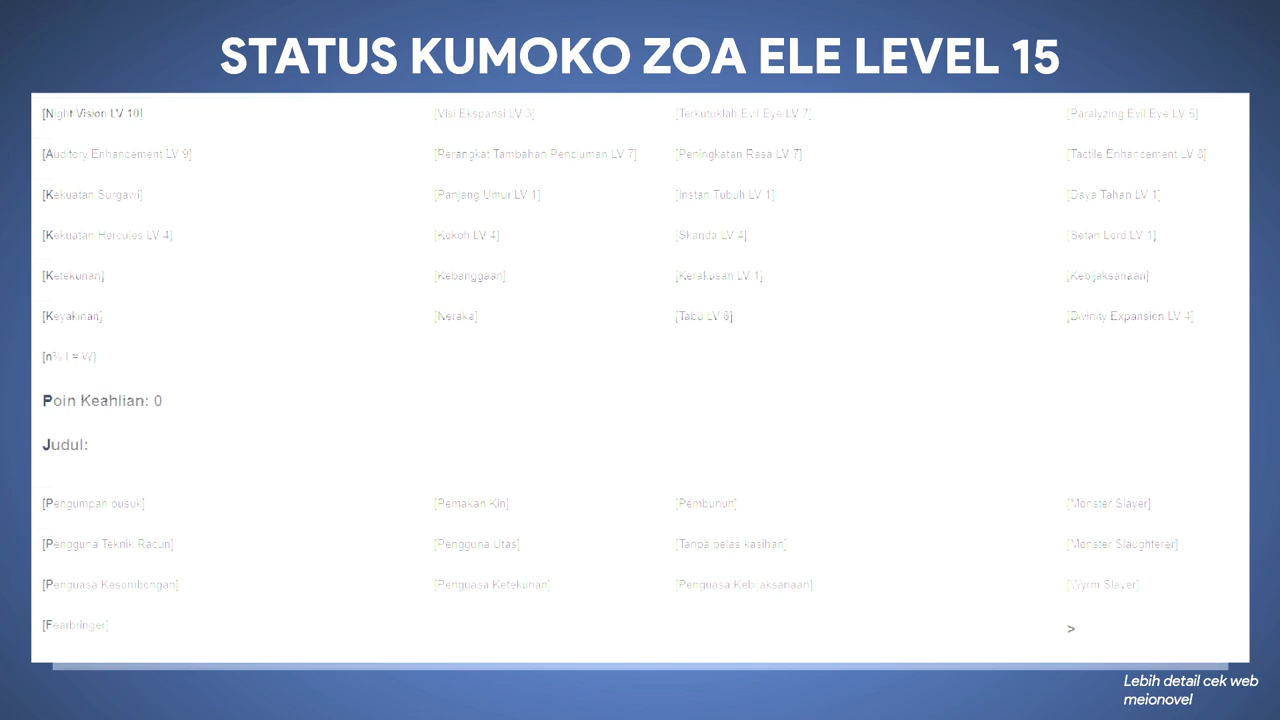 STATUS KUMOKO ZOA ELE LEVEL 15
[Night Vision LV 10] [Visi Ekspansi LV 3] [Terkutuklah Evil Eye LV 7] [Paralyzing Evil Eye LV 5]
[Auditory Enhancement LV 9] [Perangkat Tambahan Penciuman LV 7] [Peningkatan Rasa LV 7] [Tactile Enhancement LV 8]
[Kekuatan Surgawi] [Panjang Umur LV 1] [Instan Tubuh LV 1] [Daya Tahan LV 1]
[Kekuatan Hercules LV 4] [Kokoh LV 4] [Skanda LV 4] [Setan Lord LV 1]
[Ketekunan] [Kebanggaan] [Kerakusan LV 1] [Kebijaksanaan]
[Keyakinan] [Neraka] [Tabu LV 8] [Divinity Expansion LV 4]
[n% I = W]
Poin Keahlian: 0
Judul:
[Pengumpan busuk] [Pemakan Kin] [Pembunuh] [Monster Slayer]
[Pengguna Teknik Racun] [Pengguna Utas] [Tanpa belas kasihan] [Monster Slaughterer]
[Penguasa Kesombongan] [Penguasa Ketekunan] [Penguasa Kebijaksanaan] [Wyrm Slayer]
[Fearbringer] >
Lebih detail cek web
meionovel